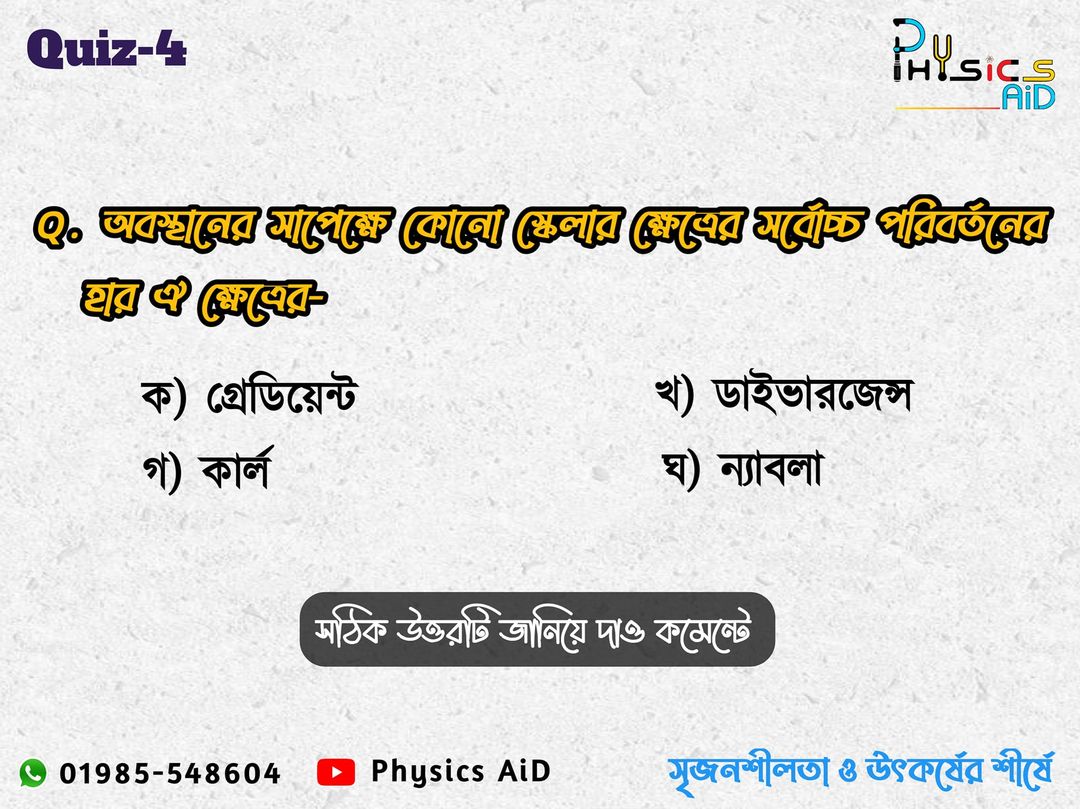 Quiz-4
PHYSICS
AiD
Q. অবস্থানের সাপেক্ষে কোনো স্কেলার ক্ষেত্রের সর্বোচ্চ পরিবর্তনের
হার ঐ ক্ষেত্রের-
ক) গ্রেডিয়েন্ট
খ) ডাইভারজেন্স
গ) কার্ল
ঘ) ন্যাবলা
সঠিক উত্তরটি জানিয়ে দাও কমেন্টে
01985-548604
Physics AiD
সৃজনশীলতা ও উৎকর্ষের শীর্ষে